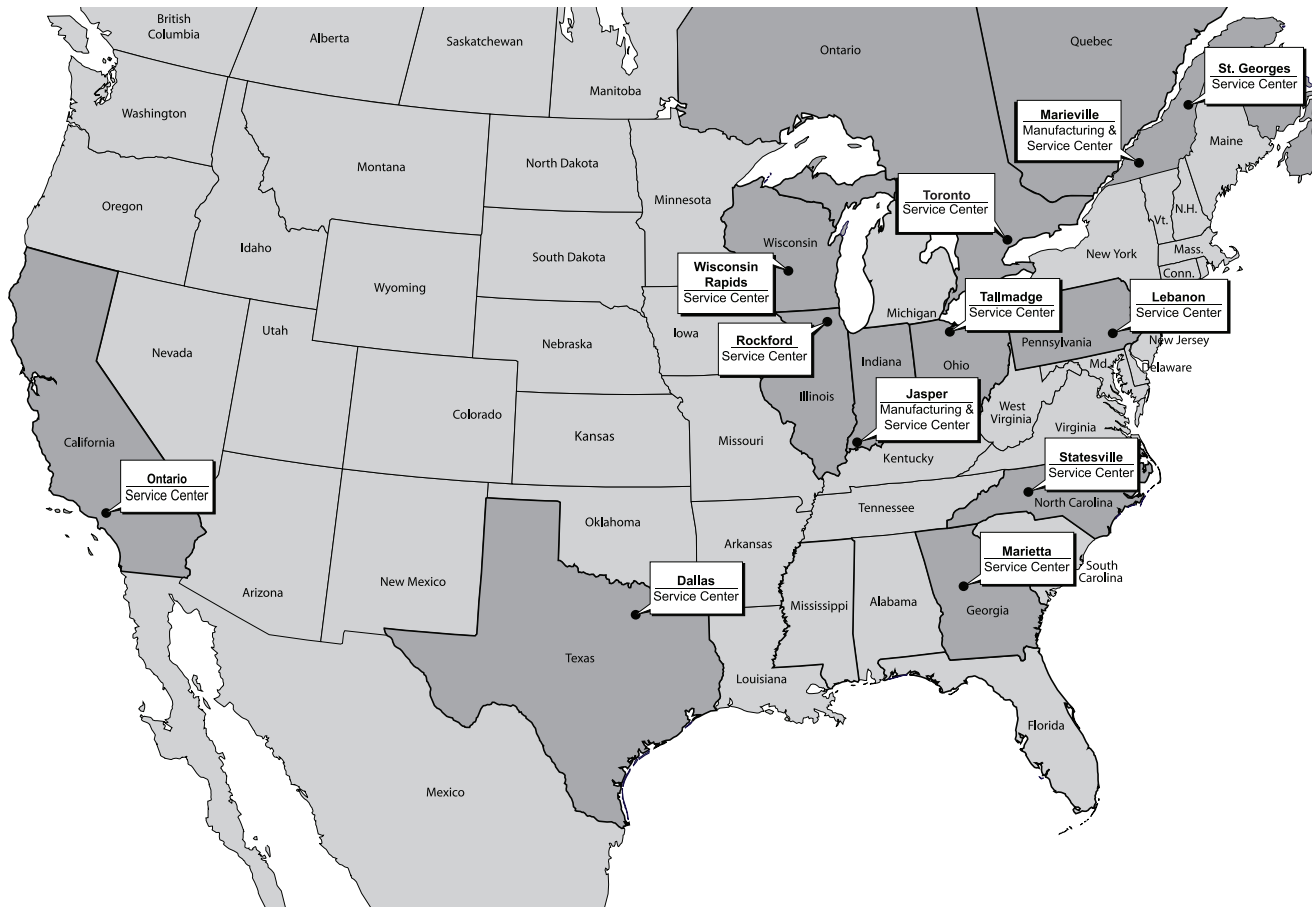 British
Columbia
Alberta
Saskatchewan
Manitoba
Ontario
Quebec
St. Georges
Service Center
Marieville
Manufacturing &
Service Center
Washington
Montana
North Dakota
Minnesota
Maine
Oregon
Idaho
Wyoming
South Dakota
Wisconsin
Toronto
Service Center
Vt.
N.H.
New York
Mass.
Conn.
Wisconsin
Rapids
Service Center
Michigan
Tallmadge
Service Center
Lebanon
Service Center
Nevada
Utah
Nebraska
Iowa
Rockford
Service Center
Indiana
Ohio
Pennsylvania
New Jersey
Md.
Delaware
California
Colorado
Kansas
Missouri
Illinois
Jasper
Manufacturing &
Service Center
West
Virginia
Virginia
Kentucky
Ontario
Service Center
Statesville
Service Center
North Carolina
Tennessee
Oklahoma
Arkansas
Arizona
New Mexico
Dallas
Service Center
Mississippi
Alabama
Marietta
Service Center
Georgia
South
Carolina
Texas
Louisiana
Florida
Mexico